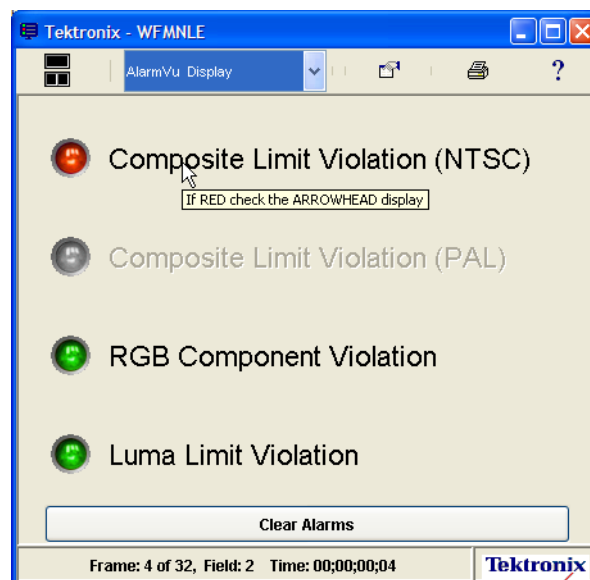 Tektronix - WFMNLE
AlarmVu Display
?
Composite Limit Violation (NTSC)
If RED check the ARROWHEAD display
Composite Limit Violation (PAL)
RGB Component Violation
Luma Limit Violation
Clear Alarms
Frame: 4 of 32, Field: 2 Time: 00;00;00;04
Tektronix